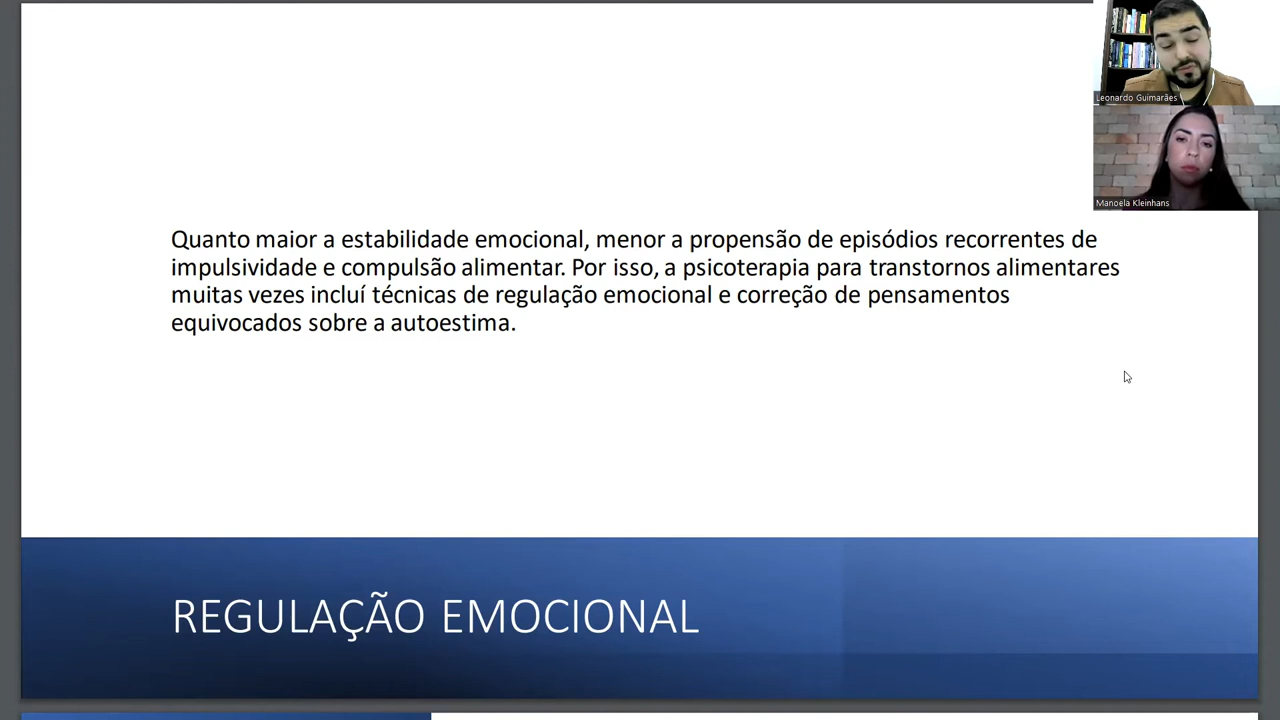 Leonardo Guimarães
Manoela Kleinhans
Quanto maior a estabilidade emocional, menor a propensão de episódios recorrentes de
impulsividade e compulsão alimentar. Por isso, a psicoterapia para transtornos alimentares
muitas vezes incluí técnicas de regulação emocional e correção de pensamentos
equivocados sobre a autoestima.
REGULAÇÃO EMOCIONAL